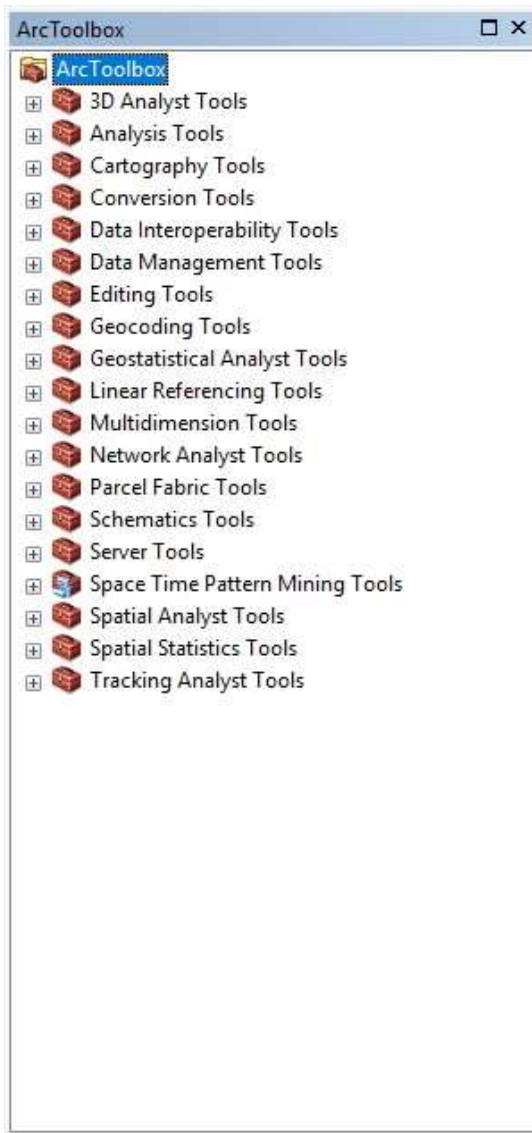 ArcToolbox
ArcToolbox
3D Analyst Tools
Analysis Tools
Cartography Tools
Conversion Tools
Data Interoperability Tools
Data Management Tools
Editing Tools
Geocoding Tools
Geostatistical Analyst Tools
Linear Referencing Tools
Multidimension Tools
Network Analyst Tools
Parcel Fabric Tools
Schematics Tools
Server Tools
Space Time Pattern Mining Tools
Spatial Analyst Tools
Spatial Statistics Tools
Tracking Analyst Tools